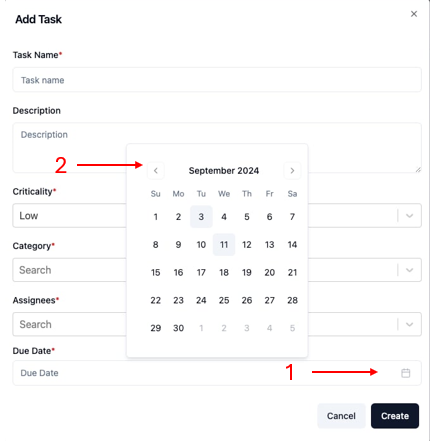 Add Task
Task Name*
Task name
Description
Description
2
September 2024
Su Mo Tu We Th Fr Sa
1 2 3 4 5 6 7
8 9 10 11 12 13 14
15 16 17 18 19 20 21
22 23 24 25 26 27 28
29 30 1 2 3 4 5
Criticality*
Low
Category*
Search
Assignees*
Search
Due Date*
Due Date
1
Cancel
Create